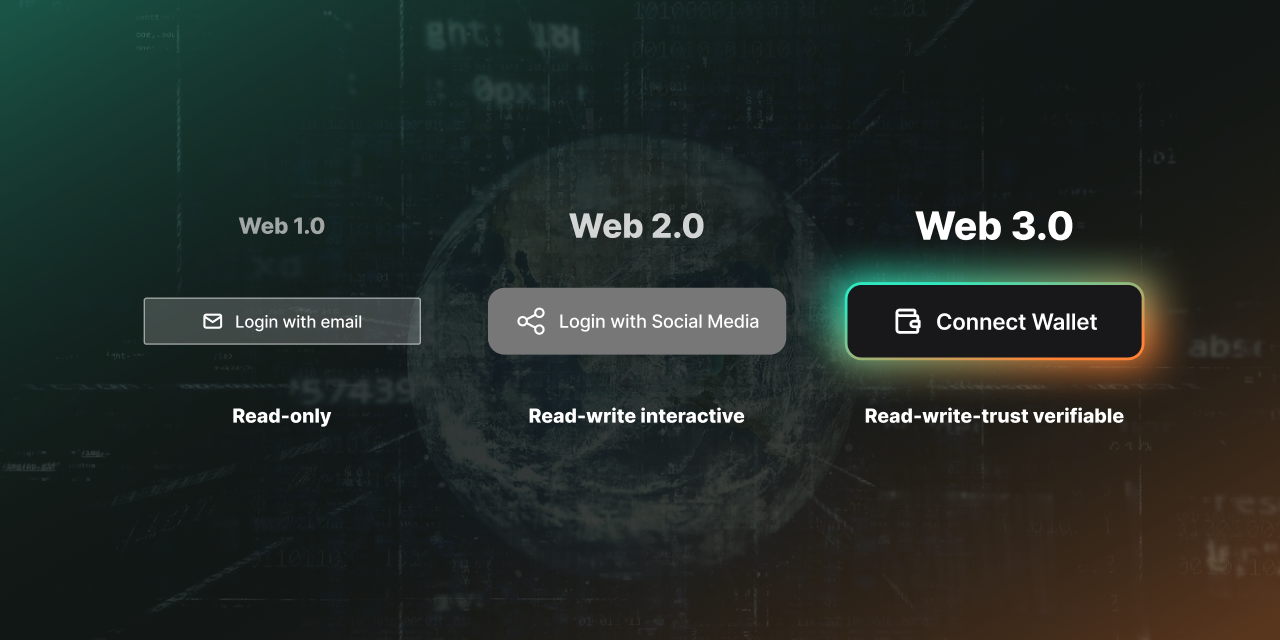 Web 1.0
Web 2.0
Web 3.0
Login with email
Login with Social Media
Connect Wallet
Read-only
Read-write interactive
Read-write-trust verifiable